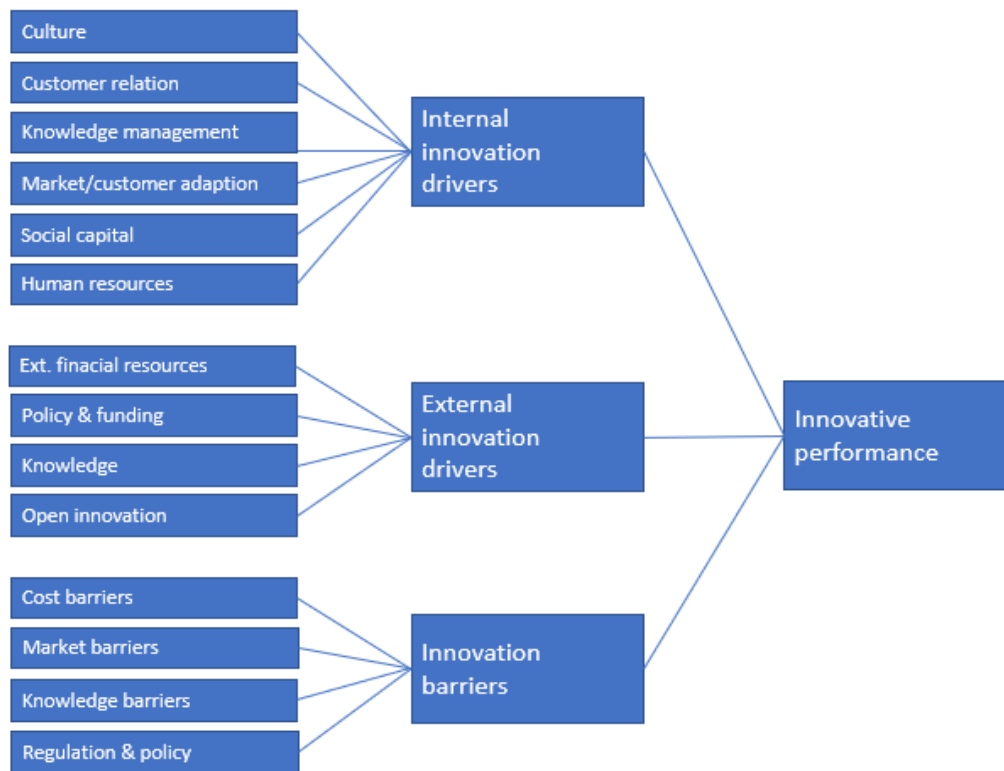 Culture
Customer relation
Knowledge management
Market/customer adaption
Social capital
Human resources
Internal
innovation
drivers
Ext. finacial resources
Policy & funding
Knowledge
Open innovation
External
innovation
drivers
Cost barriers
Market barriers
Knowledge barriers
Regulation & policy
Innovation
barriers
Innovative
performance